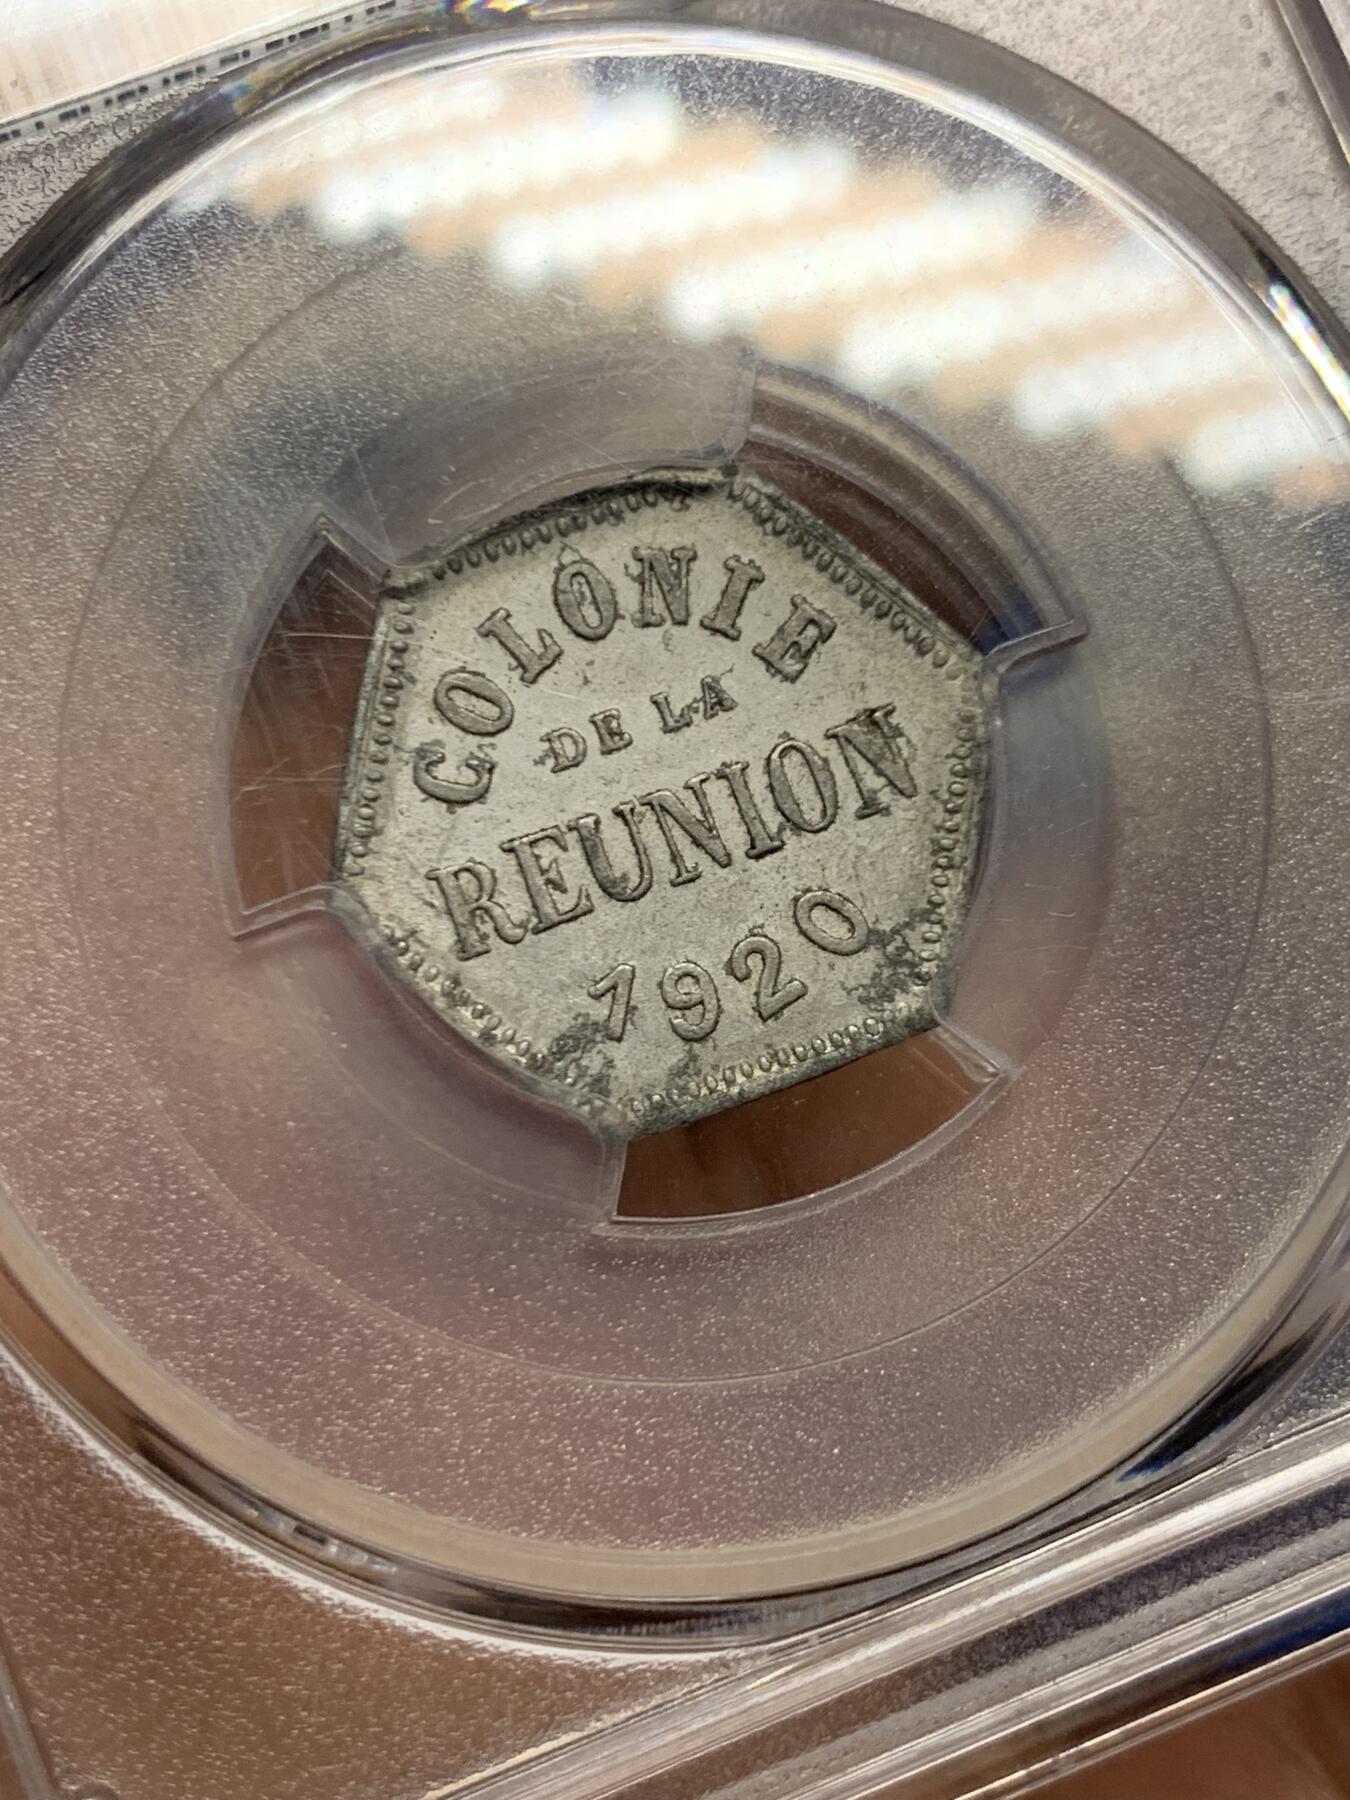 COLONIE
DE LA
REUNION
1920